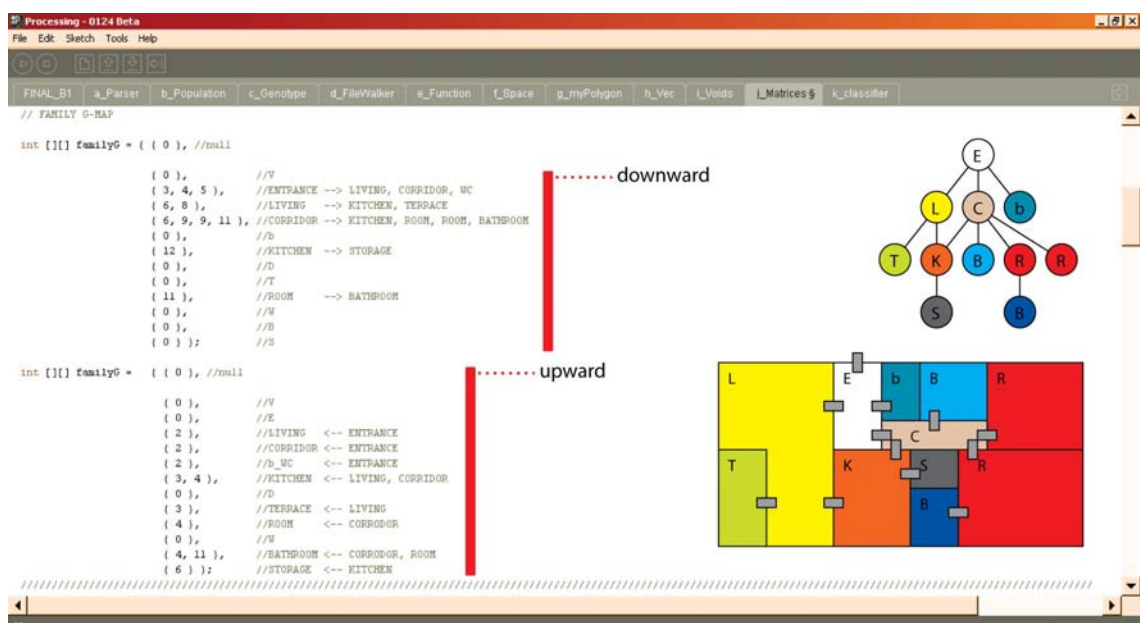 Processing - 0124 Beta
File Edit Sketch Tools Help
FINAL_B1 a_Parser b_Population c_Genotype d_FileWalker e_Function f_Space g_myPolygon h_Vec i_Voids j_Matrices § k_classifier
// FAMILY G-MAP
int [][] familyG = { { 0 }, //null
{ 0 }, //V
{ 3, 4, 5 }, //ENTRANCE --> LIVING, CORRIDOR, WC
{ 6, 8 }, //LIVING --> KITCHEN, TERRACE
{ 6, 9, 9, 11 }, //CORRIDOR --> KITCHEN, ROOM, ROOM, BATHROOM
{ 0 }, //b
{ 12 }, //KITCHEN --> STORAGE
{ 0 }, //D
{ 0 }, //T
{ 11 }, //ROOM --> BATHROOM
{ 0 }, //W
{ 0 }, //B
{ 0 } }; //S
downward
int [][] familyG = { { 0 }, //null
{ 0 }, //V
{ 0 }, //E
{ 2 }, //LIVING <-- ENTRANCE
{ 2 }, //CORRIDOR <-- ENTRANCE
{ 2 }, //b_WC <-- ENTRANCE
{ 3, 4 }, //KITCHEN <-- LIVING, CORRIDOR
{ 0 }, //D
{ 3 }, //TERRACE <-- LIVING
{ 4 }, //ROOM <-- CORRODOR
{ 0 }, //W
{ 4, 11 }, //BATHROOM <-- CORRODOR, ROOM
{ 6 } }; //STORAGE <-- KITCHEN
upward
E
L C b
T K B R R
S B
L E b B R
C
T K S R
B